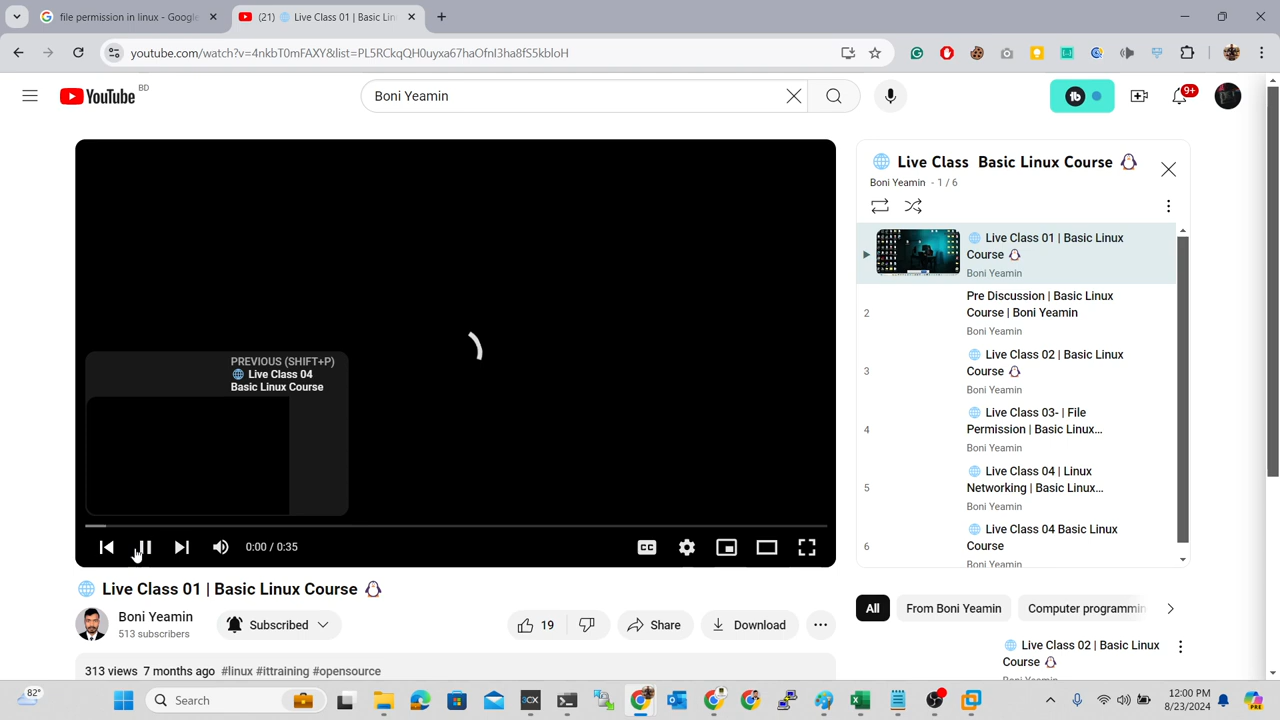 file permission in linux - Google
(21) Live Class 01 | Basic Lin
youtube.com/watch?v=4nkbT0mFAXY&list=PL5RCkqQH0uyxa67haOfnI3ha8fS5kbIoH
YouTube BD
Boni Yeamin
9+
Live Class Basic Linux Course
Boni Yeamin - 1 / 6
Live Class 01 | Basic Linux
Course
Boni Yeamin
2
Pre Discussion | Basic Linux
Course | Boni Yeamin
Boni Yeamin
3
Live Class 02 | Basic Linux
Course
Boni Yeamin
4
Live Class 03- | File
Permission | Basic Linux...
Boni Yeamin
5
Live Class 04 | Linux
Networking | Basic Linux...
Boni Yeamin
6
Live Class 04 Basic Linux
Course
Boni Yeamin
PREVIOUS (SHIFT+P)
Live Class 04
Basic Linux Course
0:00 / 0:35
CC
Live Class 01 | Basic Linux Course
Boni Yeamin
513 subscribers
Subscribed
19
Share
Download
313 views 7 months ago #linux #ittraining #opensource
All
From Boni Yeamin
Computer programmin
Live Class 02 | Basic Linux
Course
82°
Search
12:00 PM
8/23/2024